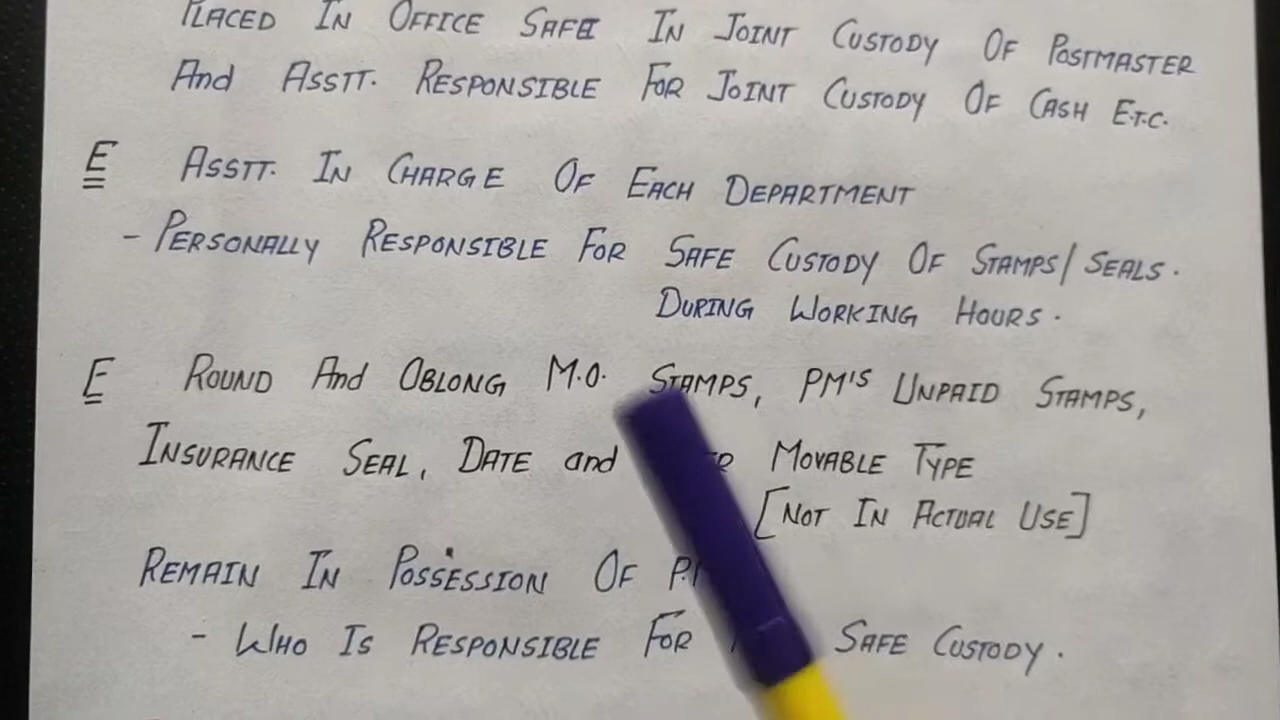 PLACED IN OFFICE SAFE IN JOINT CUSTODY OF POSTMASTER
And ASSTT. RESPONSIBLE FOR JOINT CUSTODY OF CASH E.T.C.
E ASSTT. IN CHARGE OF EACH DEPARTMENT
- PERSONALLY RESPONSIBLE FOR SAFE CUSTODY OF STAMPS/SEALS.
DURING WORKING HOURS.
F ROUND And OBLONG M.O. STAMPS, PM'S UNPAID STAMPS,
INSURANCE SEAL, DATE and MOVABLE TYPE
[NOT IN ACTUAL USE]
REMAIN IN POSSESSION OF
- WHO IS RESPONSIBLE FOR SAFE CUSTODY.